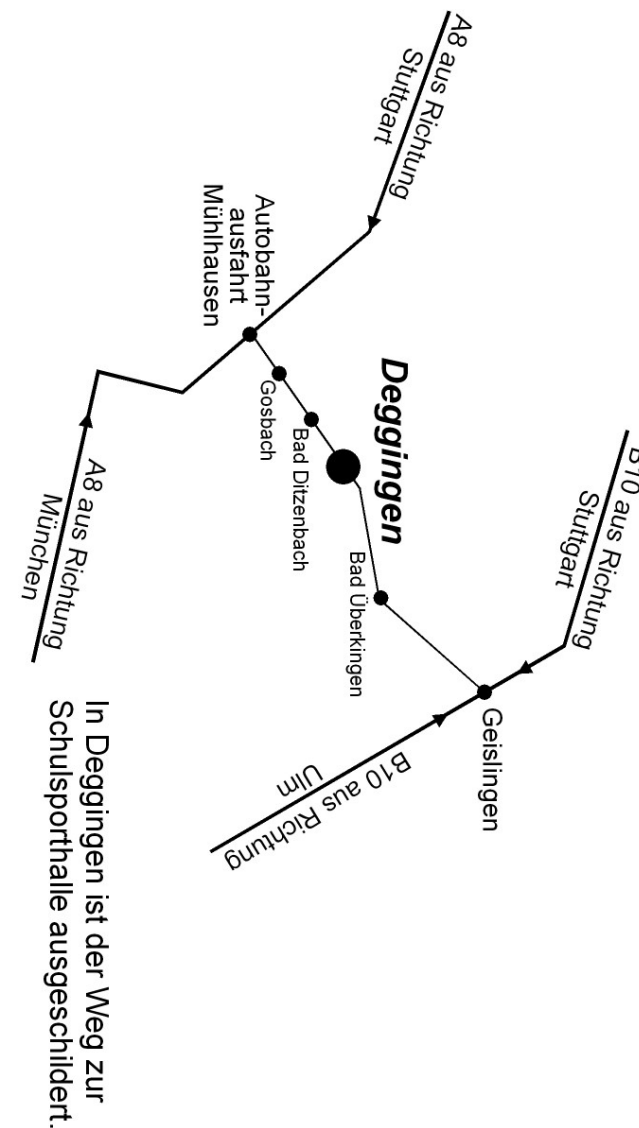 B10 aus Richtung
Stuttgart
A8 aus Richtung
Stuttgart
Geislingen
Deggingen
B10 aus Richtung
Ulm
Bad Überkingen
Bad Ditzenbach
Gosbach
Autobahn-
ausfahrt
Mühlhausen
A8 aus Richtung
München
In Deggingen ist der Weg zur
Schulsporthalle ausgeschildert.